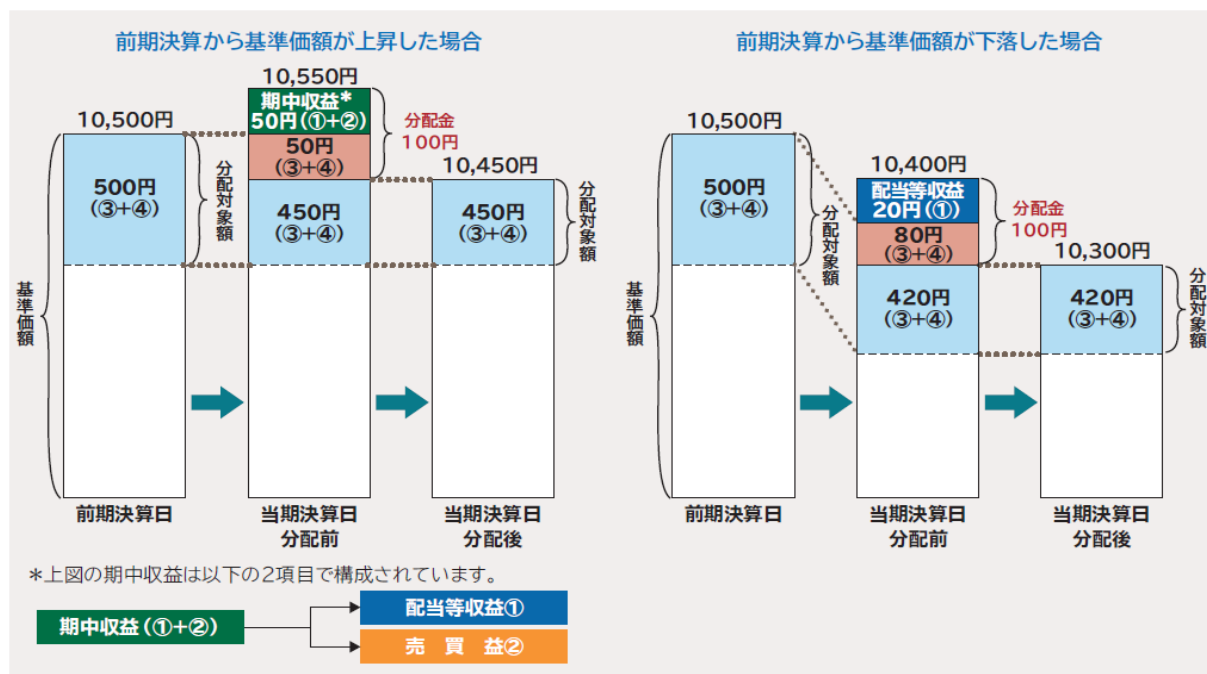 前期決算から基準価額が上昇した場合
10,500円
500円
(③+④)
分配対象額
基準価額
前期決算日
10,550円
期中収益*
50円(①+②)
50円
(③+④)
450円
(③+④)
分配金
100円
当期決算日
分配前
10,450円
450円
(③+④)
分配対象額
当期決算日
分配後
前期決算から基準価額が下落した場合
10,500円
500円
(③+④)
分配対象額
基準価額
前期決算日
10,400円
配当等収益
20円(①)
80円
(③+④)
420円
(③+④)
分配金
100円
当期決算日
分配前
10,300円
420円
(③+④)
分配対象額
当期決算日
分配後
*上図の期中収益は以下の2項目で構成されています。
期中収益(①+②)
配当等収益①
売 買 益②